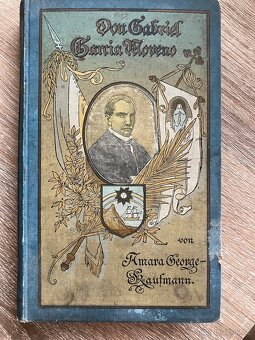 Don Gabriel
Garcia Moreno
von
Amara George-
Kaufmann.